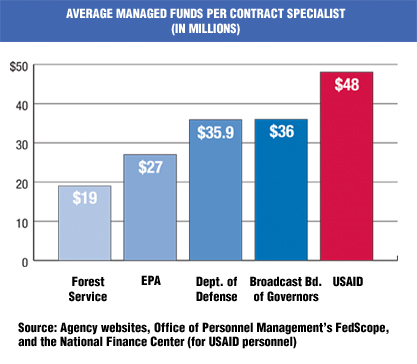 AVERAGE MANAGED FUNDS PER CONTRACT SPECIALIST
(IN MILLIONS)
$50
40
30
20
10
0
$19
$27
$35.9
$36
$48
Forest
Service
EPA
Dept. of
Defense
Broadcast Bd.
of Governors
USAID
Source: Agency websites, Office of Personnel Management's FedScope,
and the National Finance Center (for USAID personnel)